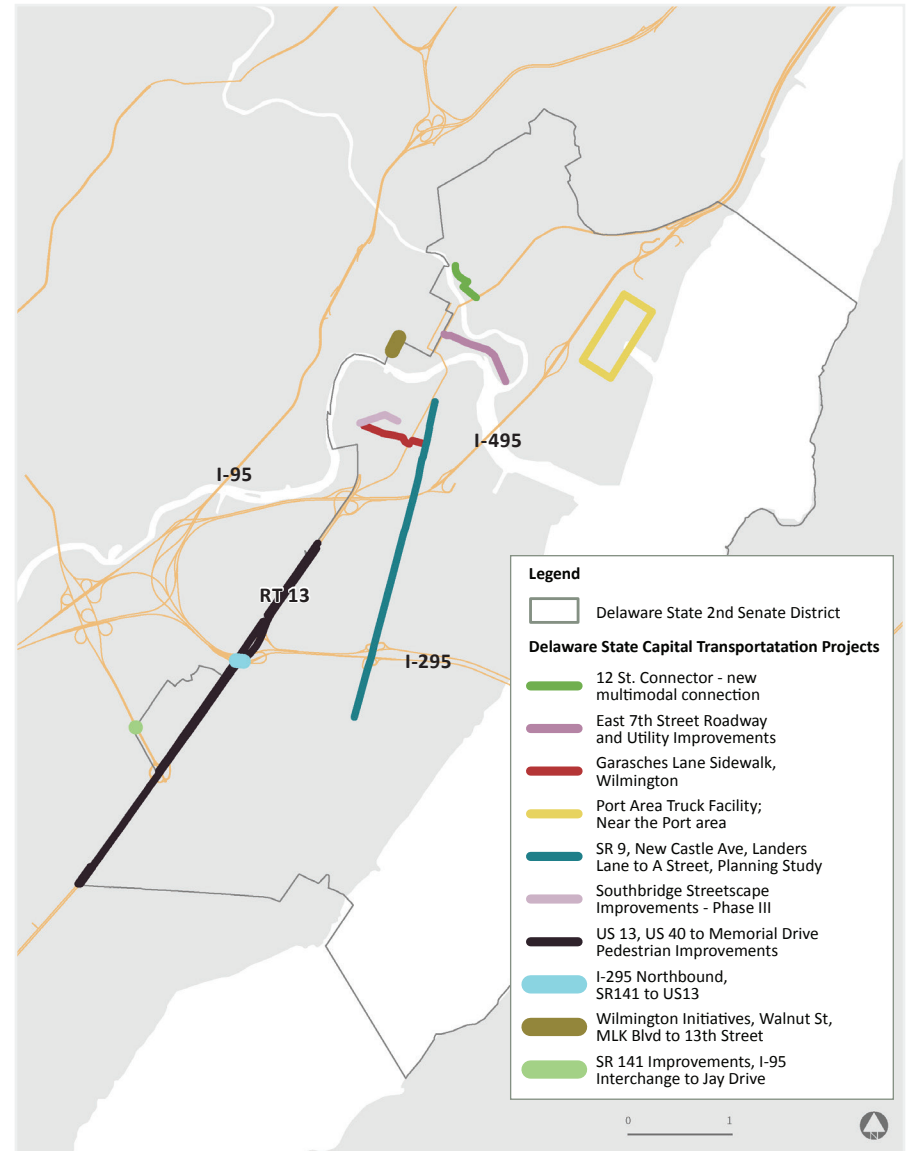 I-495
I-95
RT 13
I-295
Legend
Delaware State 2nd Senate District
Delaware State Capital Transportatation Projects
12 St. Connector - new
multimodal connection
East 7th Street Roadway
and Utility Improvements
Garasches Lane Sidewalk,
Wilmington
Port Area Truck Facility;
Near the Port area
SR 9, New Castle Ave, Landers
Lane to A Street, Planning Study
Southbridge Streetscape
Improvements - Phase III
US 13, US 40 to Memorial Drive
Pedestrian Improvements
I-295 Northbound,
SR141 to US13
Wilmington Initiatives, Walnut St,
MLK Blvd to 13th Street
SR 141 Improvements, I-95
Interchange to Jay Drive
0 1
N